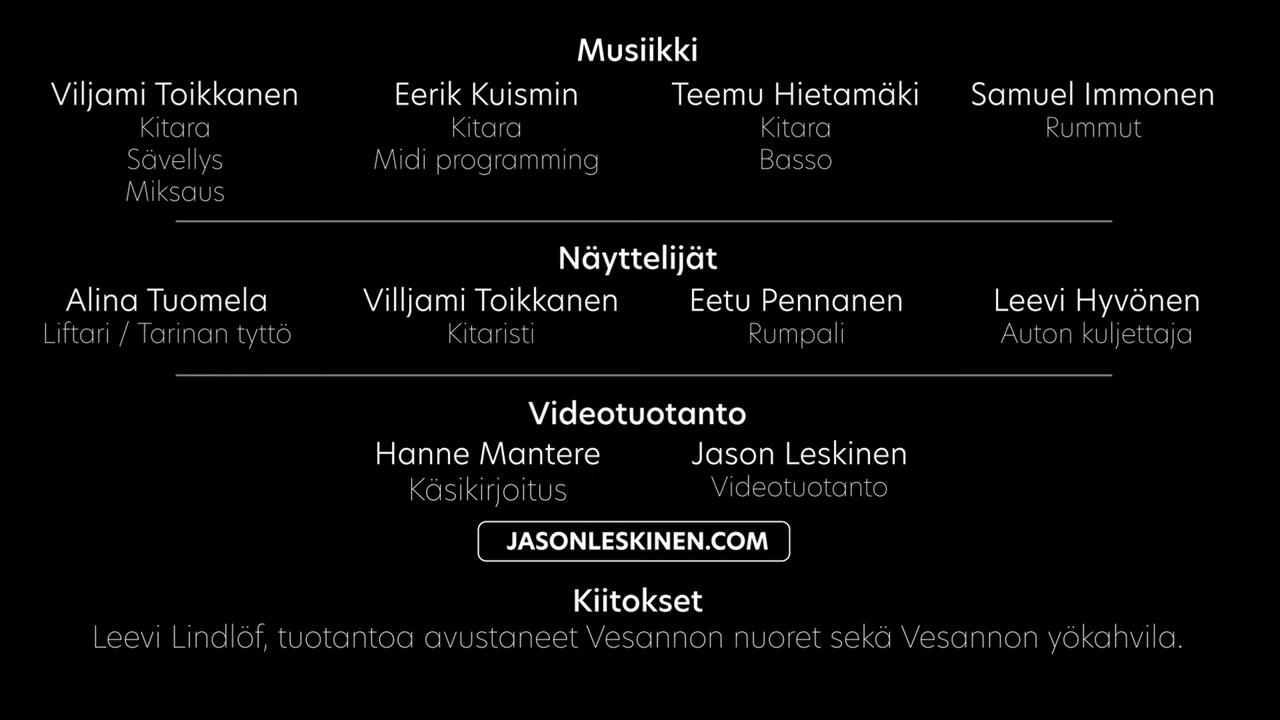 Musiikki
Viljami Toikkanen Eerik Kuismin Teemu Hietamäki Samuel Immonen
Kitara Kitara Kitara Rummut
Sävellys Midi programming Basso
Miksaus
Näyttelijät
Alina Tuomela Villjami Toikkanen Eetu Pennanen Leevi Hyvönen
Liftari / Tarinan tyttö Kitaristi Rumpali Auton kuljettaja
Videotuotanto
Hanne Mantere Jason Leskinen
Käsikirjoitus Videotuotanto
JASONLESKINEN.COM
Kiitokset
Leevi Lindlöf, tuotantoa avustaneet Vesannon nuoret sekä Vesannon yökahvila.